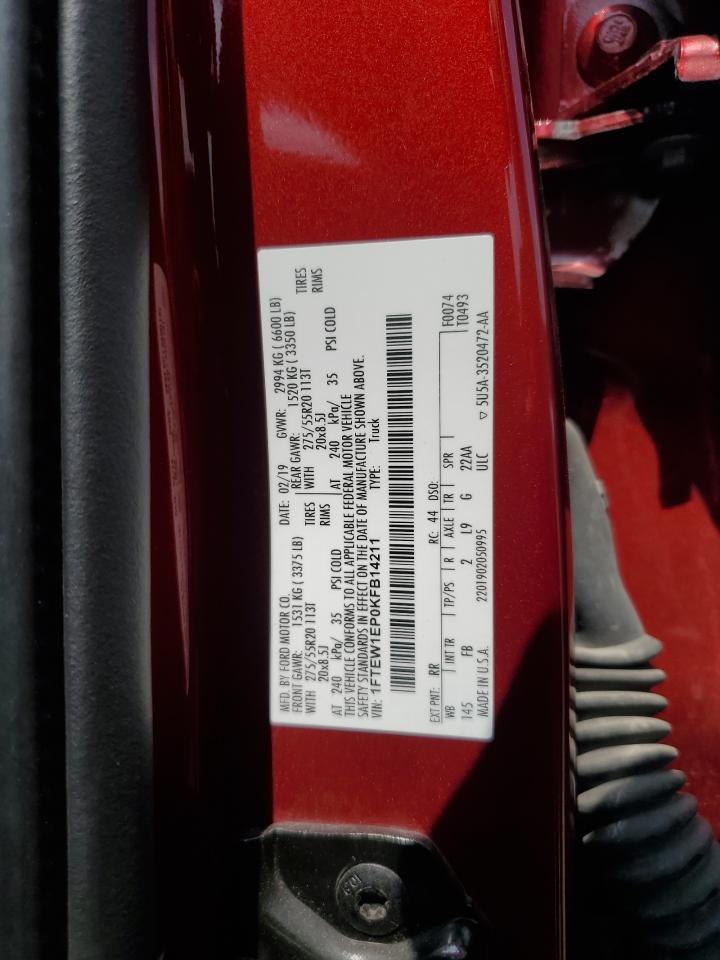 MFD. BY FORD MOTOR CO. DATE: 02/19 GVWR: 2994 KG ( 6600 LB)
FRONT GAWR: 1531 KG ( 3375 LB) REAR GAWR: 1520 KG ( 3350 LB)
WITH 275/55R20 113T TIRES WITH 275/55R20 113T TIRES
20x8.5J RIMS 20x8.5J RIMS
AT 240 kPa/ 35 PSI COLD AT 240 kPa/ 35 PSI COLD
THIS VEHICLE CONFORMS TO ALL APPLICABLE FEDERAL MOTOR VEHICLE
SAFETY STANDARDS IN EFFECT ON THE DATE OF MANUFACTURE SHOWN ABOVE.
VIN: 1FTEW1EP0KFB14211 TYPE: Truck
EXT PNT: RR RC: 44 DSO: F0074
WB INT TR TP/PS R AXLE TR SPR T0493
145 FB 2 L9 G 22AA
MADE IN U.S.A. 2201902050995 ULC ▽ 5U5A-3520472-AA